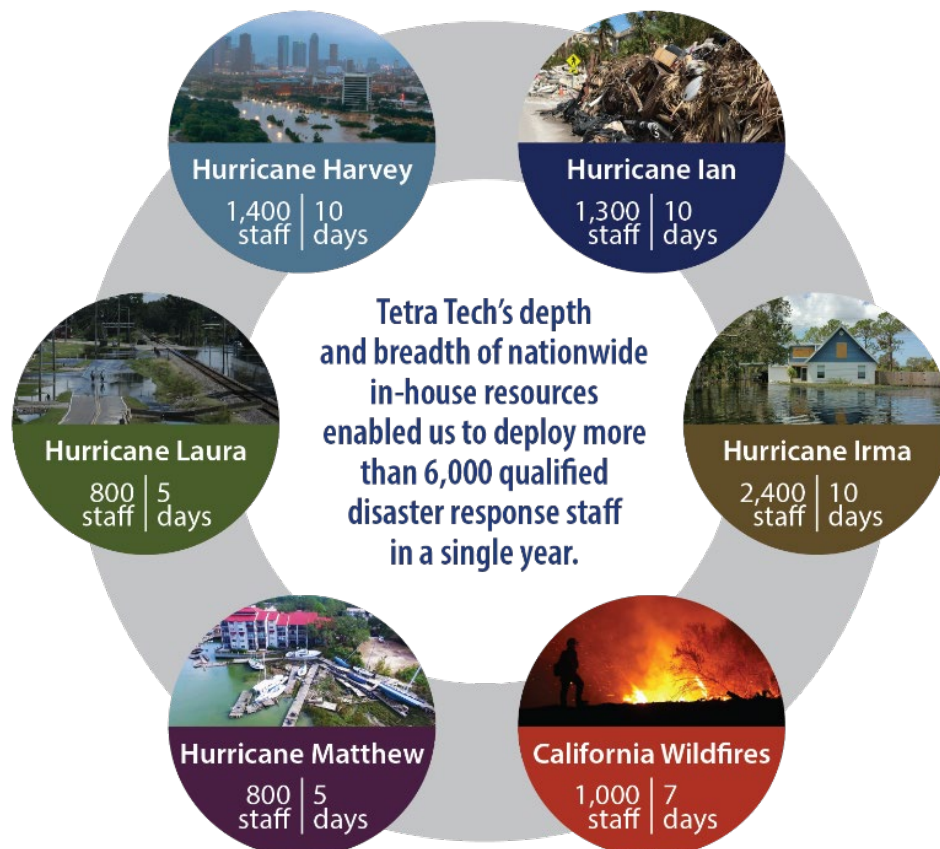 Hurricane Harvey
1,400 | 10
staff | days
Hurricane Ian
1,300 | 10
staff | days
Tetra Tech’s depth
and breadth of nationwide
in-house resources
enabled us to deploy more
than 6,000 qualified
disaster response staff
in a single year.
Hurricane Laura
800 | 5
staff | days
Hurricane Irma
2,400 | 10
staff | days
Hurricane Matthew
800 | 5
staff | days
California Wildfires
1,000 | 7
staff | days